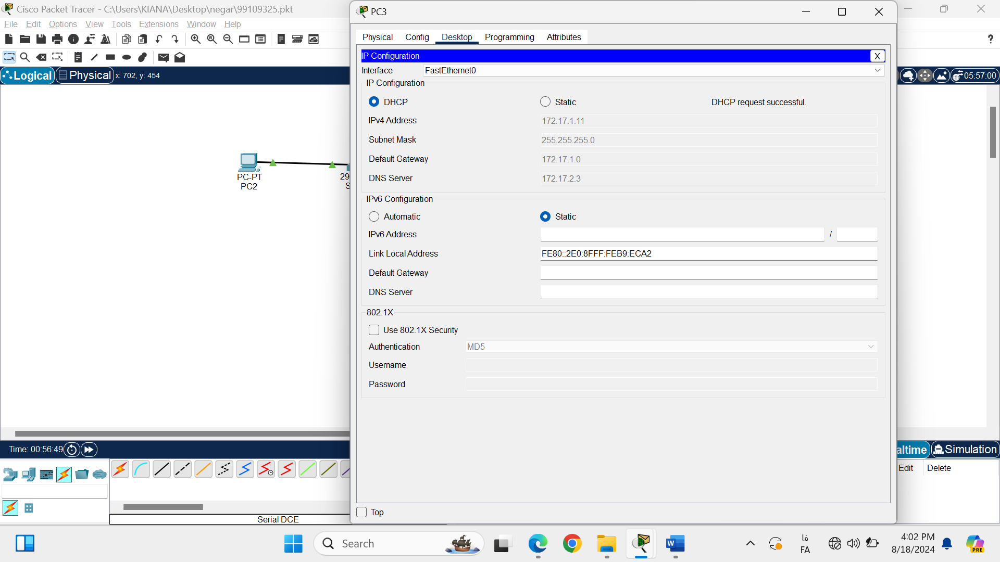 Cisco Packet Tracer - C:\Users\KIANA\Desktop\negar\99109325.pkt
File Edit Options View Tools Extensions Window Help
?
Logical Physical x: 702, y: 454
05:57:00
PC-PT
PC2
29
S
PC3
Physical Config Desktop Programming Attributes
IP Configuration X
Interface FastEthernet0
IP Configuration
DHCP Static DHCP request successful.
IPv4 Address 172.17.1.11
Subnet Mask 255.255.255.0
Default Gateway 172.17.1.0
DNS Server 172.17.2.3
IPv6 Configuration
Automatic Static
IPv6 Address /
Link Local Address FE80::2E0:8FFF:FEB9:ECA2
Default Gateway
DNS Server
802.1X
Use 802.1X Security
Authentication MD5
Username
Password
Top
Time: 00:56:49
altime Simulation
Edit Delete
Serial DCE
Search
فا
FA
4:02 PM
8/18/2024
PRE